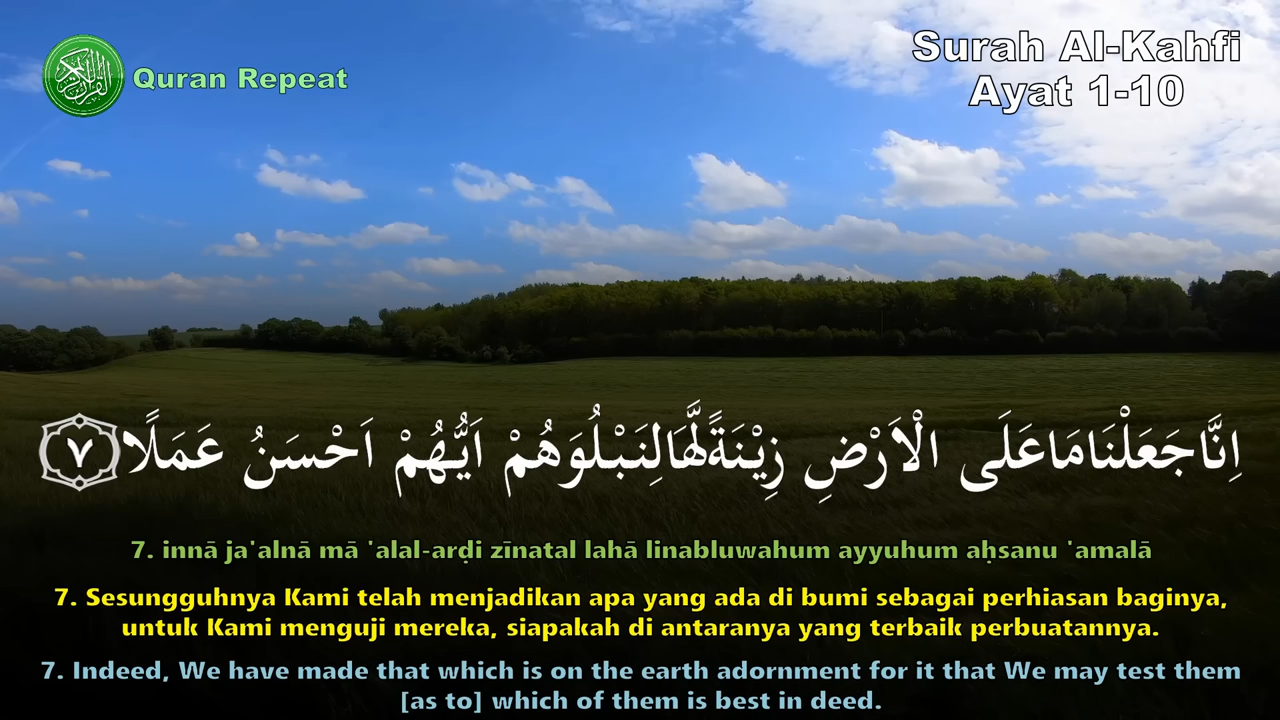 Quran Repeat
Surah Al-Kahfi
Ayat 1-10
اِنَّا جَعَلْنَا مَا عَلَى الْاَرْضِ زِيْنَةً لَّهَا لِنَبْلُوَهُمْ اَيُّهُمْ اَحْسَنُ عَمَلًا ٧
7. innā ja'alnā mā 'alal-arḍi zīnatal lahā linabluwahum ayyuhum aḥsanu 'amalā
7. Sesungguhnya Kami telah menjadikan apa yang ada di bumi sebagai perhiasan baginya,
untuk Kami menguji mereka, siapakah di antaranya yang terbaik perbuatannya.
7. Indeed, We have made that which is on the earth adornment for it that We may test them
[as to] which of them is best in deed.